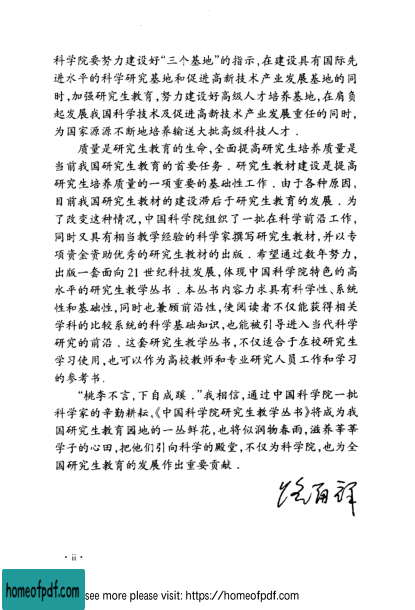 科学院要努力建设好“三个基地”的指示,在建设具有国际先
进水平的科学研究基地和促进高新技术产业发展基地的同
时,加强研究生教育,努力建设好高级人才培养基地,在肩负
起发展我国科学技术及促进高新技术产业发展重任的同时,
为国家源源不断地培养输送大批高级科技人才.
质量是研究生教育的生命,全面提高研究生培养质量是
当前我国研究生教育的首要任务.研究生教材建设是提高
研究生培养质量的一项重要的基础性工作.由于各种原因,
目前我国研究生教材的建设滞后于研究生教育的发展.为
了改变这种情况,中国科学院组织了一批在科学前沿工作,
同时又具有相当教学经验的科学家撰写研究生教材,并以专
项资金资助优秀的研究生教材的出版.希望通过数年努力,
出版一套面向21世纪科技发展,体现中国科学院特色的高
水平的研究生教学丛书.本丛书内容力求具有科学性、系统
性和基础性,同时也兼顾前沿性,使阅读者不仅能获得相关
学科的比较系统的科学基础知识,也能被引导进入当代科学
研究的前沿.这套研究生教学丛书,不仅适合于在校研究生
学习使用,也可以作为高校教师和专业研究人员工作和学习
的参考书.
“桃李不言,下自成蹊.”我相信,通过中国科学院一批
科学家的辛勤耕耘,《中国科学院研究生教学丛书》将成为我
国研究生教育园地的一丛鲜花,也将似润物春雨,滋养莘莘
学子的心田,把他们引向科学的殿堂,不仅为科学院,也为全
国研究生教育的发展作出重要贡献.
路甬祥
· ii ·
homeofpdf.com
see more please visit: https://homeofpdf.com